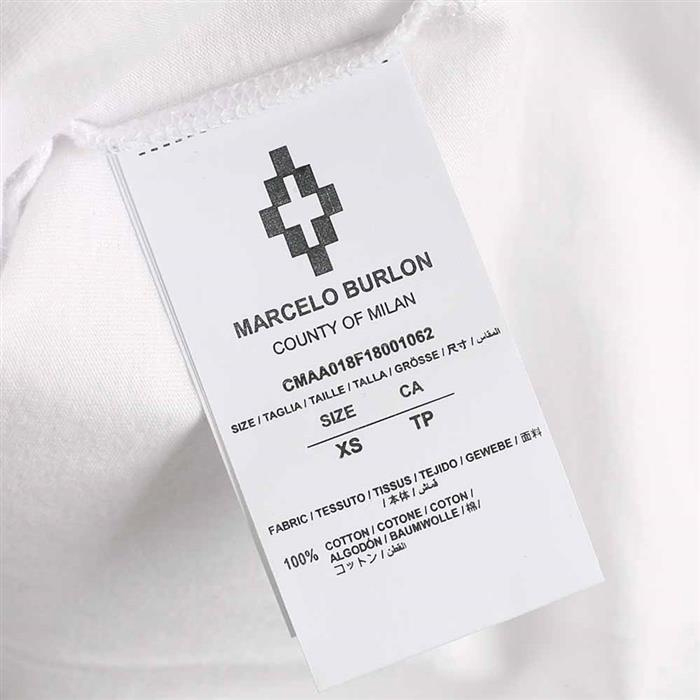 MARCELO BURLON
COUNTY OF MILAN
CMAA018F18001062
SIZE / TAGLIA / TAILLE / TALLA / GRÖSSE / 尺寸 / المقاس
SIZE CA
XS TP
FABRIC / TESSUTO / TISSUS / TEJIDO / GEWEBE / 面料
/ 本体 / قماش /
100% COTTON / COTONE / COTON /
ALGODÓN / BAUMWOLLE / 棉/
コットン / القطن